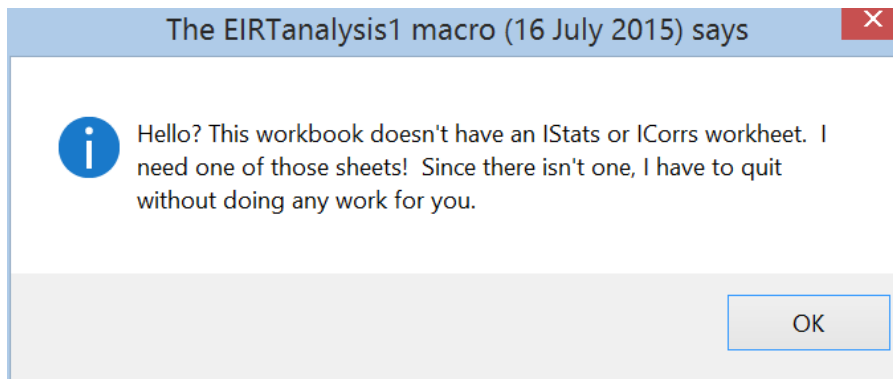 The EIRTanalysis1 macro (16 July 2015) says
Hello? This workbook doesn't have an IStats or ICorrs workheet.  I
need one of those sheets!  Since there isn't one, I have to quit
without doing any work for you.
OK